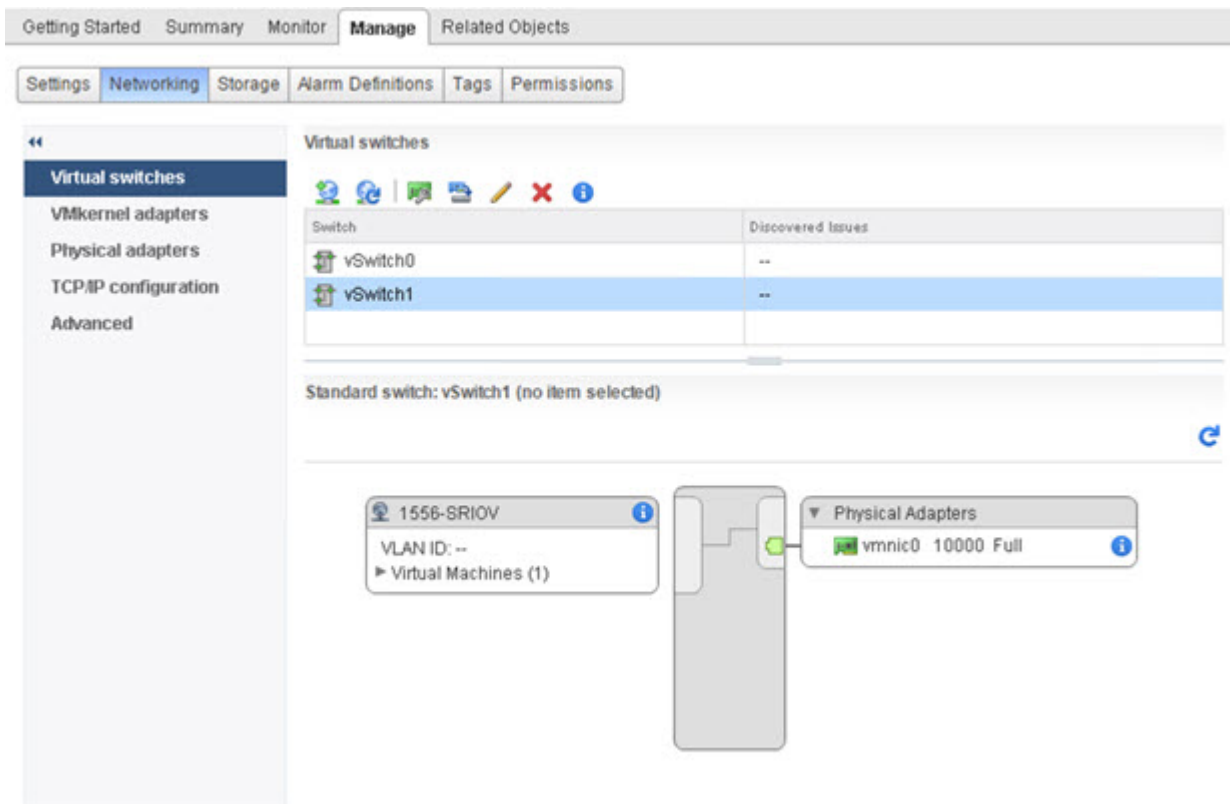 Getting Started Summary Monitor Manage Related Objects
Settings Networking Storage Alarm Definitions Tags Permissions
Virtual switches
VMkernel adapters
Physical adapters
TCP/IP configuration
Advanced
Virtual switches
Switch Discovered Issues
vSwitch0 --
vSwitch1 --
Standard switch: vSwitch1 (no item selected)
1556-SRIOV
VLAN ID: --
Virtual Machines (1)
Physical Adapters
vmnic0 10000 Full